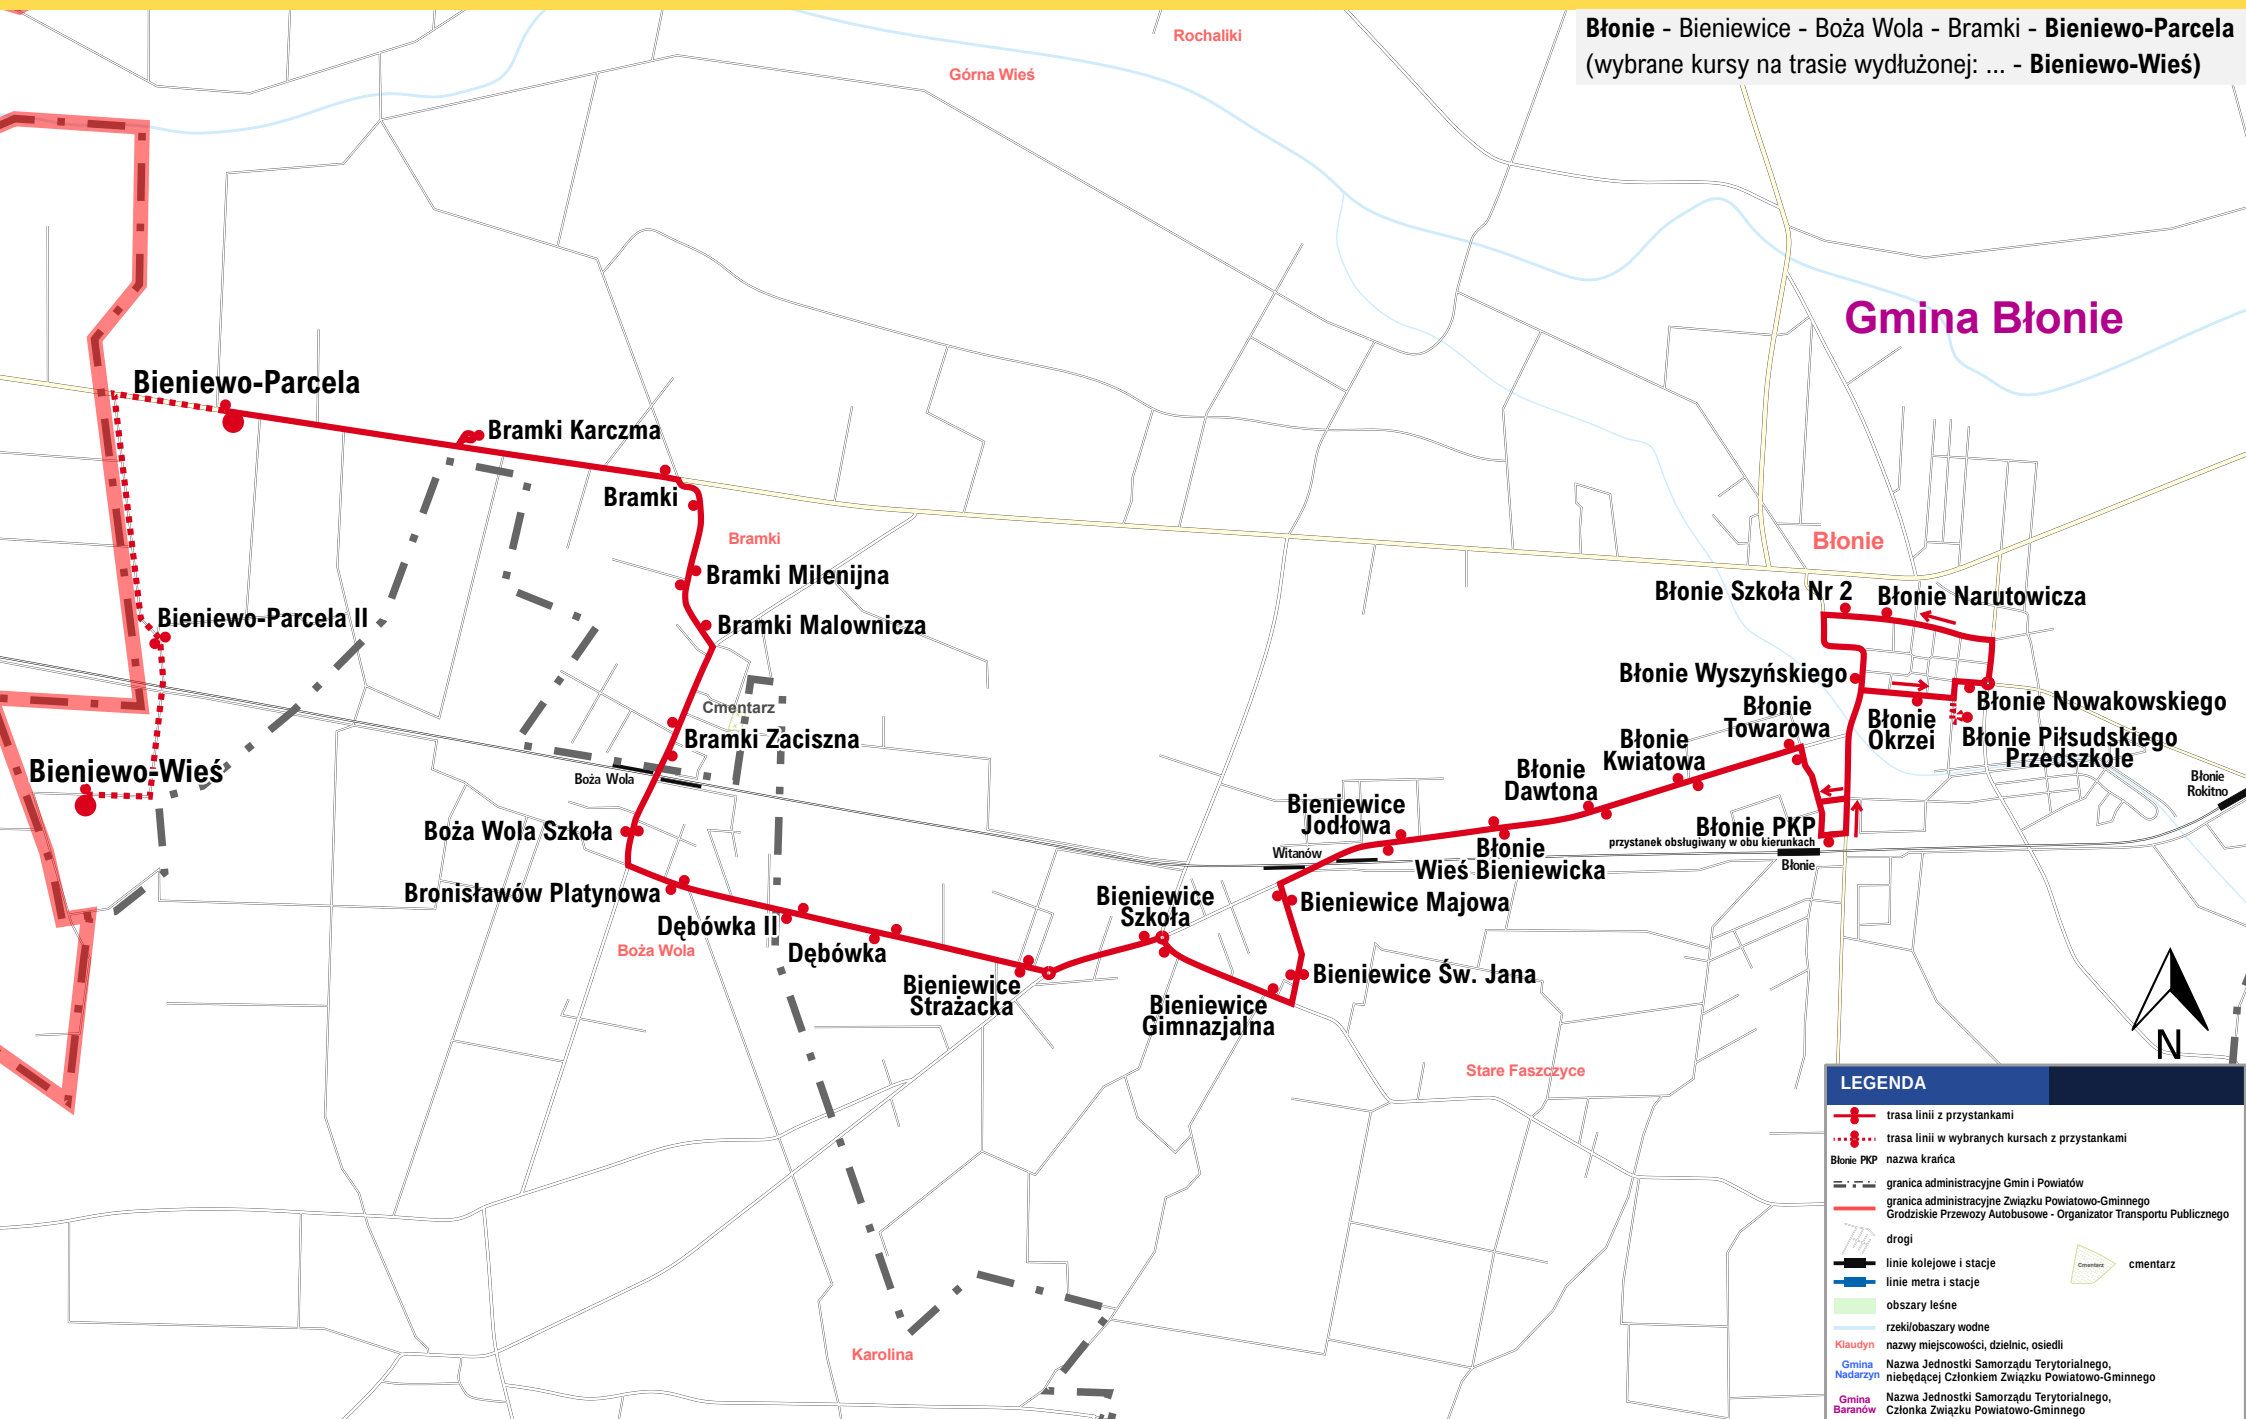 Błonie - Bieniewice - Boża Wola - Bramki - Bieniewo-Parcela
(wybrane kursy na trasie wydłużonej: ... - Bieniewo-Wieś)
Rochaliki
Górna Wieś
Gmina Błonie
Bieniewo-Parcela
Bramki Karczma
Bramki
Bramki
Błonie
Bramki Milenijna
Błonie Szkoła Nr 2
Błonie Narutowicza
Bieniewo-Parcela II
Bramki Malownicza
Błonie Wyszyńskiego
Błonie Nowakowskiego
Cmentarz
Błonie
Towarowa
Błonie
Okrzei
Błonie Piłsudskiego
Przedszkole
Bramki Zaciszna
Błonie
Kwiatowa
Bieniewo-Wieś
Boża Wola
Błonie
Dawtona
Błonie
Rokitno
Bieniewice
Jodłowa
Boża Wola Szkoła
Błonie PKP
przystanek obsługiwany w obu kierunkach
Błonie
Witanów
Błonie
Wieś Bieniewicka
Bronisławów Platynowa
Bieniewice
Szkoła
Bieniewice Majowa
Dębówka II
Dębówka
Boża Wola
Bieniewice
Strażacka
Bieniewice Św. Jana
Bieniewice
Gimnazjalna
N
Stare Faszczyce
Karolina
LEGENDA
trasa linii z przystankami
trasa linii w wybranych kursach z przystankami
Błonie PKP nazwa krańca
granica administracyjne Gmin i Powiatów
granica administracyjne Związku Powiatowo-Gminnego
Grodziskie Przewozy Autobusowe - Organizator Transportu Publicznego
drogi
linie kolejowe i stacje
Cmentarz cmentarz
linie metra i stacje
obszary leśne
rzeki/obaszary wodne
Klaudyn nazwy miejscowości, dzielnic, osiedli
Gmina
Nadarzyn
Nazwa Jednostki Samorządu Terytorialnego,
niebędącej Członkiem Związku Powiatowo-Gminnego
Gmina
Baranów
Nazwa Jednostki Samorządu Terytorialnego,
Członka Związku Powiatowo-Gminnego